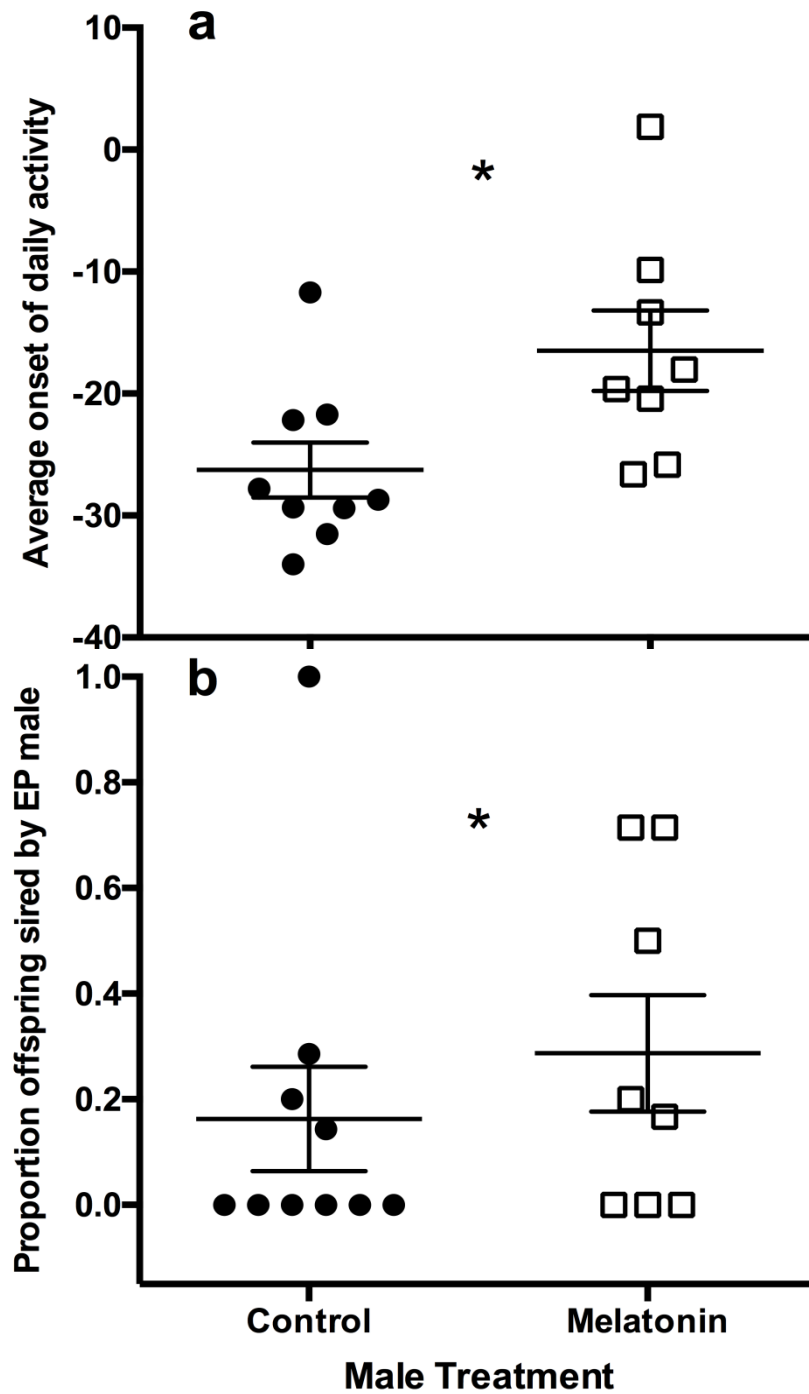 a
Average onset of daily activity
10
0
-10
-20
-30
-40
*
b
Proportion offspring sired by EP male
1.0
0.8
0.6
0.4
0.2
0.0
*
Control Melatonin
Male Treatment